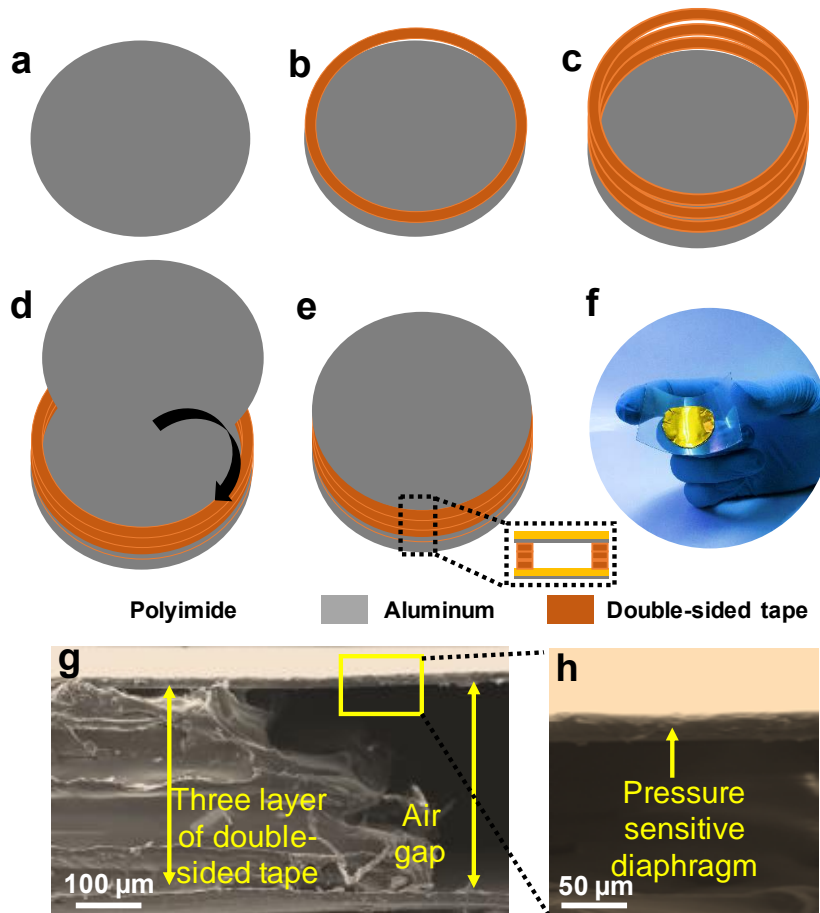 a
b
c
d
e
f
Polyimide
Aluminum
Double-sided tape
g
Three layer
of double-
sided tape
Air
gap
100 µm
h
Pressure
sensitive
diaphragm
50 µm